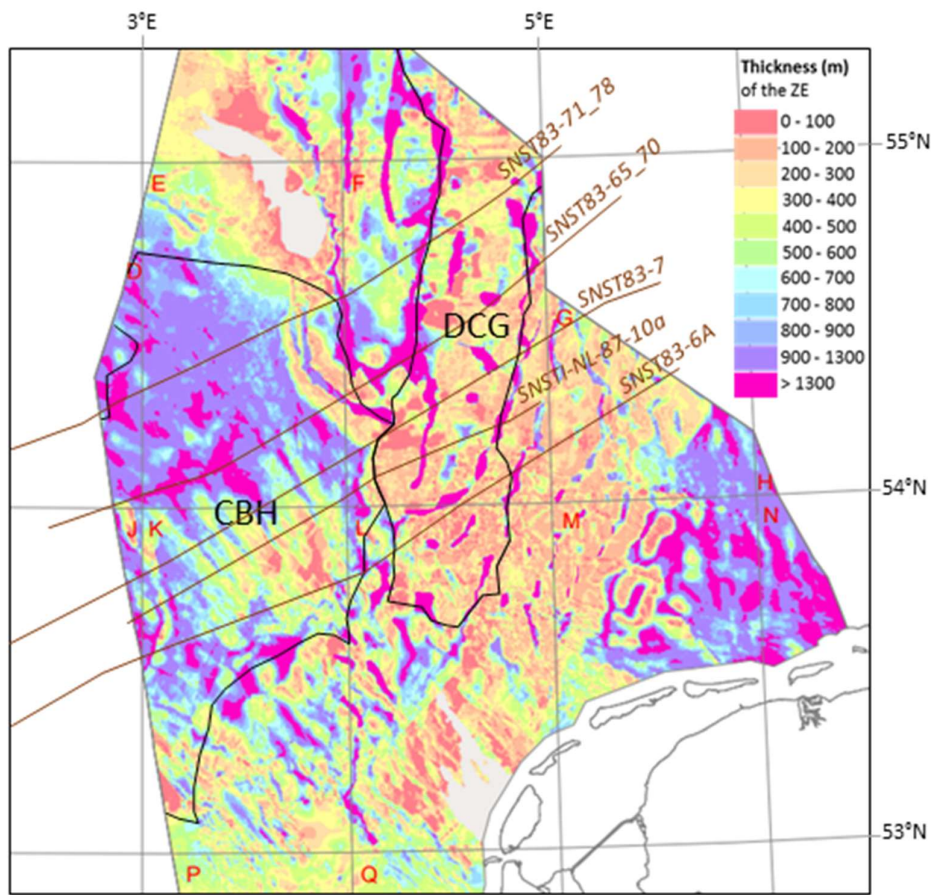 3°E
5°E
Thickness (m)
of the ZE
0 - 100
100 - 200
200 - 300
300 - 400
400 - 500
500 - 600
600 - 700
700 - 800
800 - 900
900 - 1300
> 1300
55°N
54°N
53°N
SNST83-71_78
SNST83-65_70
SNST83-7
SNSTI-NL-87-10a
SNST83-6A
E
F
D
G
DCG
H
CBH
J
K
L
M
N
P
Q